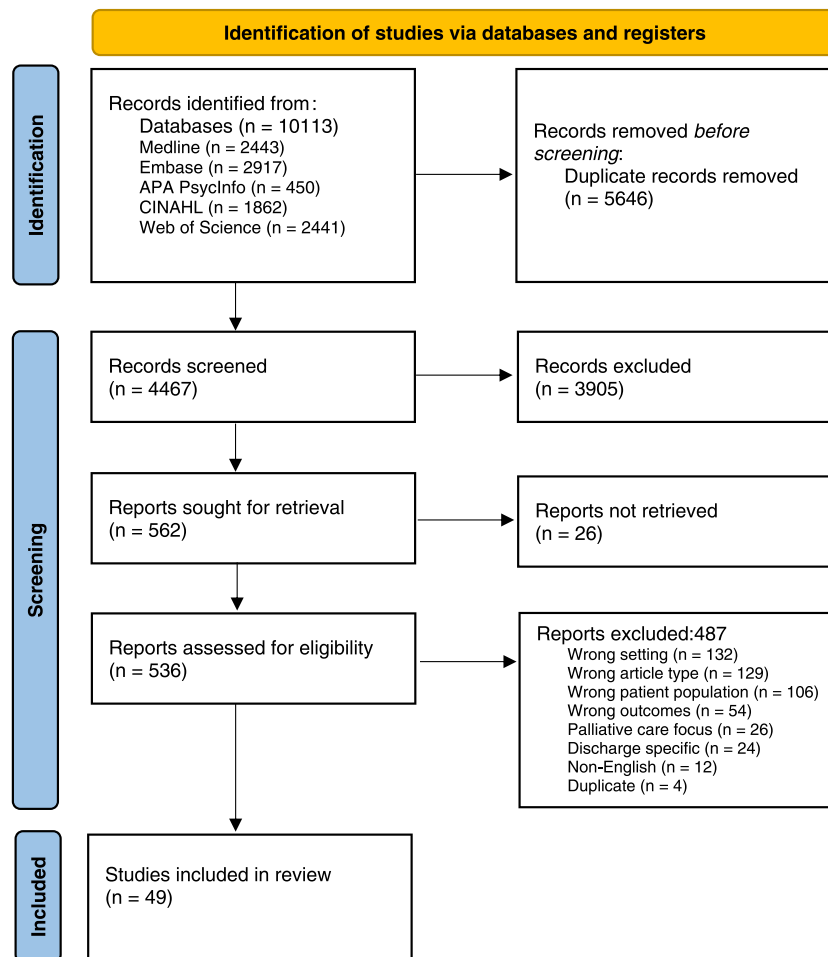 Identification of studies via databases and registers
Identification
Records identified from:
Databases (n = 10113)
Medline (n = 2443)
Embase (n = 2917)
APA PsycInfo (n = 450)
CINAHL (n = 1862)
Web of Science (n = 2441)
Records removed before
screening:
Duplicate records removed
(n = 5646)
Screening
Records screened
(n = 4467)
Records excluded
(n = 3905)
Reports sought for retrieval
(n = 562)
Reports not retrieved
(n = 26)
Reports assessed for eligibility
(n = 536)
Reports excluded:487
Wrong setting (n = 132)
Wrong article type (n = 129)
Wrong patient population (n = 106)
Wrong outcomes (n = 54)
Palliative care focus (n = 26)
Discharge specific (n = 24)
Non-English (n = 12)
Duplicate (n = 4)
Included
Studies included in review
(n = 49)